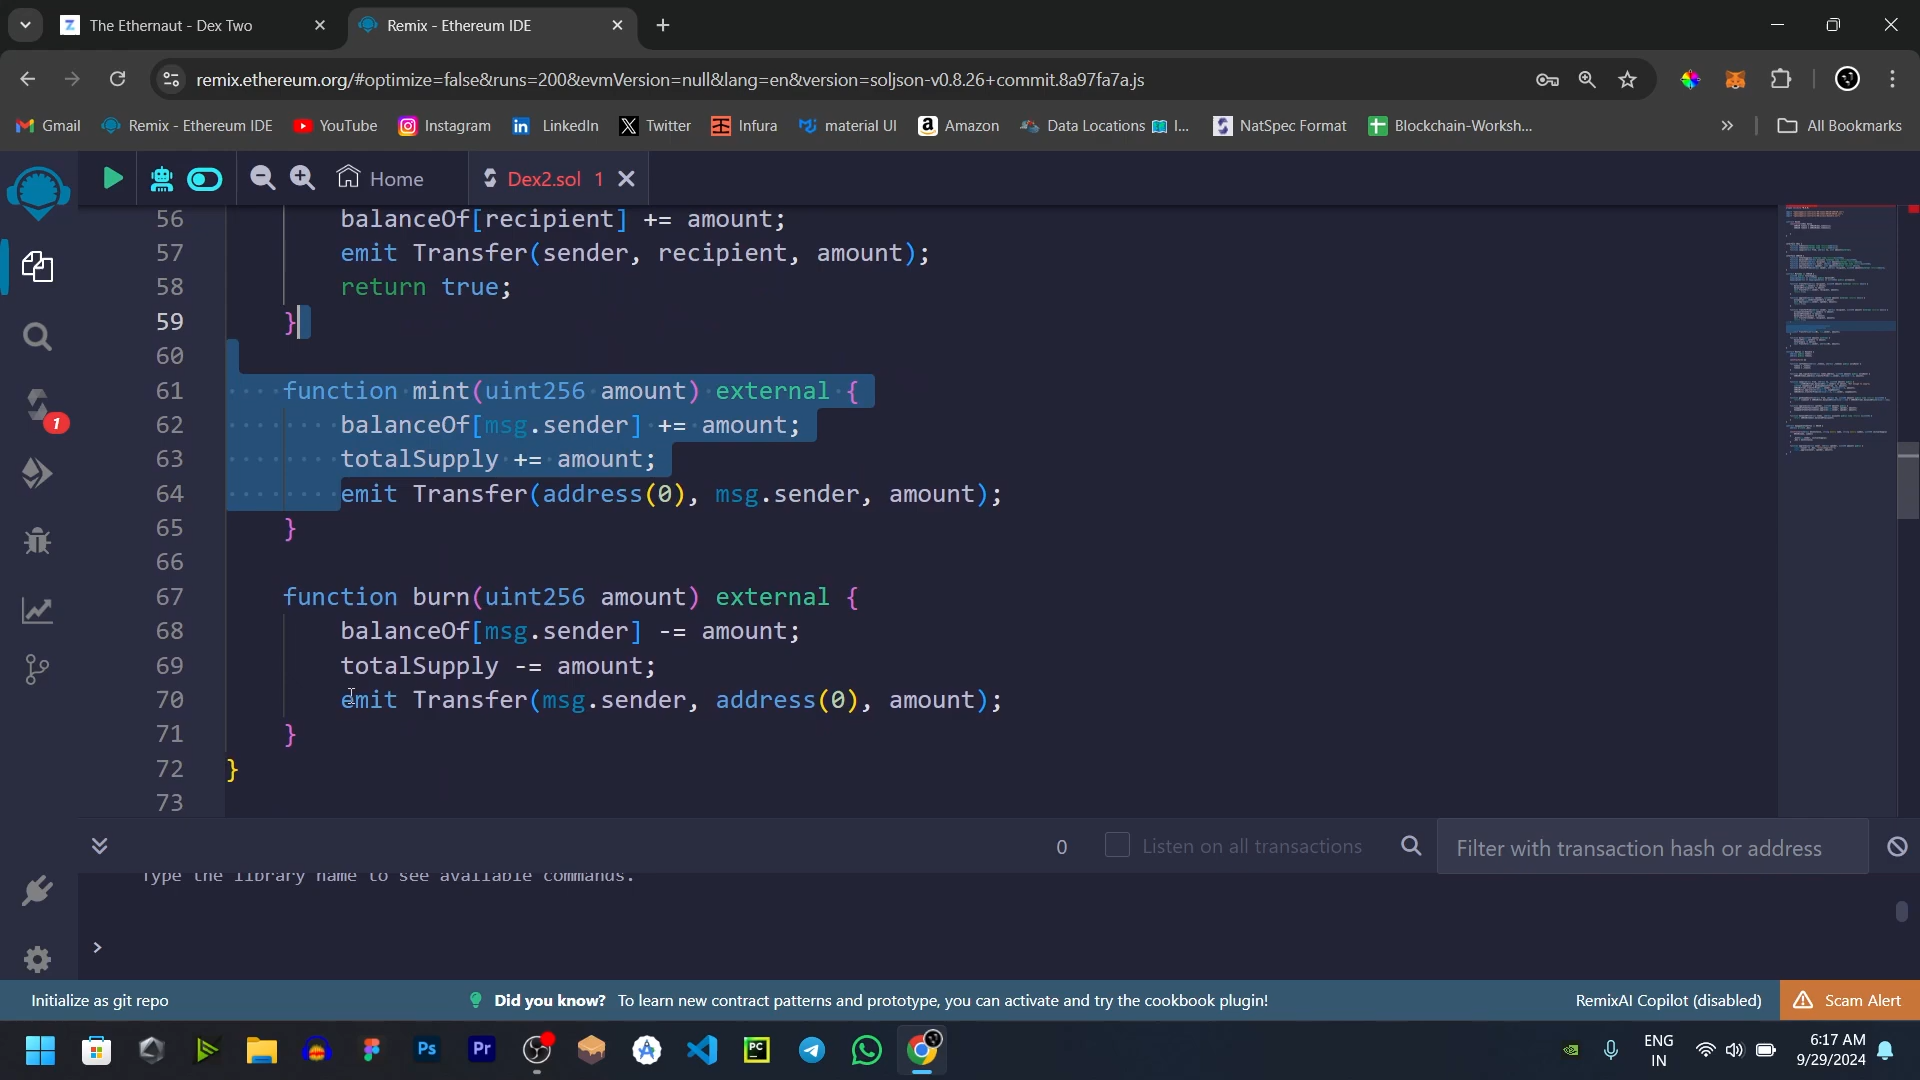 The Ethernaut - Dex Two
Remix - Ethereum IDE
remix.ethereum.org/#optimize=false&runs=200&evmVersion=null&lang=en&version=soljson-v0.8.26+commit.8a97fa7a.js
Gmail
Remix - Ethereum IDE
YouTube
Instagram
LinkedIn
Twitter
Infura
material UI
Amazon
Data Locations
I...
NatSpec Format
Blockchain-Worksh...
All Bookmarks
Home
Dex2.sol 1
56 balanceOf[recipient] += amount;
57 emit Transfer(sender, recipient, amount);
58 return true;
59 }
60
61 function mint(uint256 amount) external {
62 balanceOf[msg.sender] += amount;
63 totalSupply += amount;
64 emit Transfer(address(0), msg.sender, amount);
65 }
66
67 function burn(uint256 amount) external {
68 balanceOf[msg.sender] -= amount;
69 totalSupply -= amount;
70 emit Transfer(msg.sender, address(0), amount);
71 }
72 }
73
1
0
Listen on all transactions
Filter with transaction hash or address
Type the library name to see available commands.
>
Initialize as git repo
Did you know? To learn new contract patterns and prototype, you can activate and try the cookbook plugin!
RemixAI Copilot (disabled)
Scam Alert
Ps
Pr
PC
ENG
IN
6:17 AM
9/29/2024